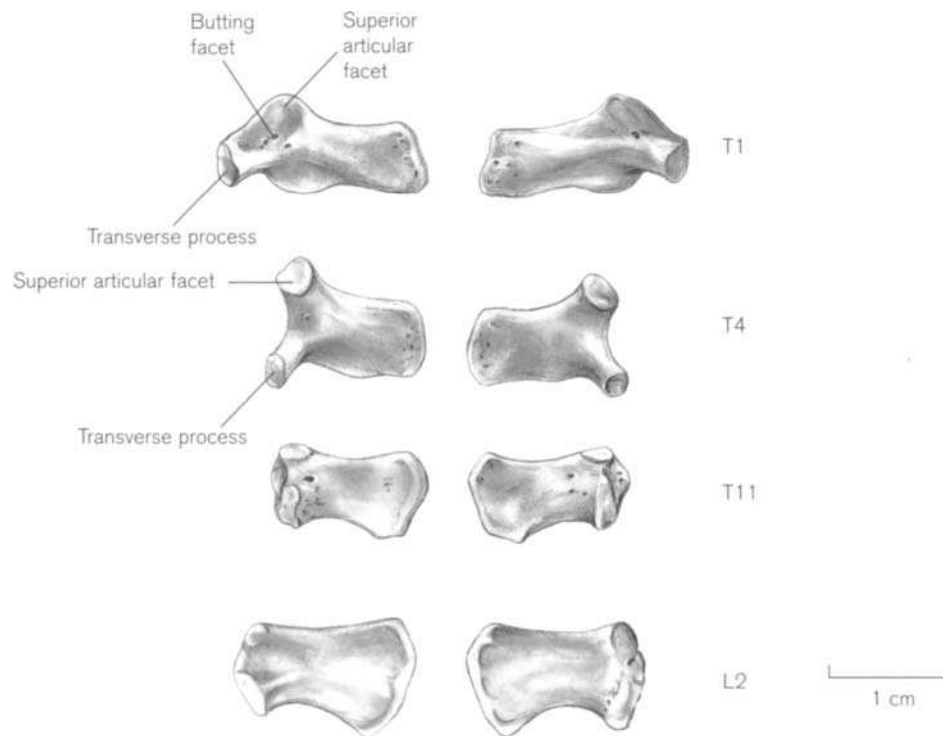 Butting
facet
Superior
articular
facet
T1
Transverse process
Superior articular facet
T4
Transverse process
T11
L2
1 cm